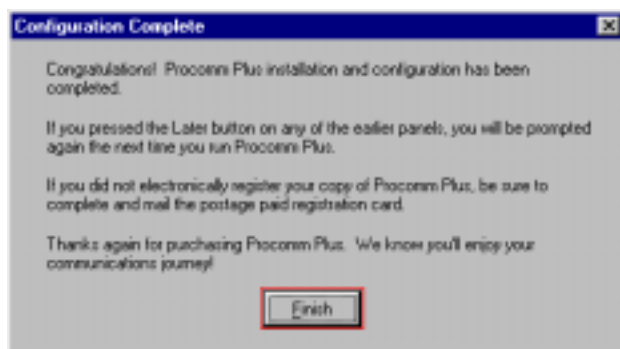 Configuration Complete
Congratulations! Procomm Plus installation and configuration has been
completed.
If you pressed the Later button on any of the earlier panels, you will be prompted
again the next time you run Procomm Plus.
If you did not electronically register your copy of Procomm Plus, be sure to
complete and mail the postage paid registration card.
Thanks again for purchasing Procomm Plus. We know you'll enjoy your
communications journey!
Finish